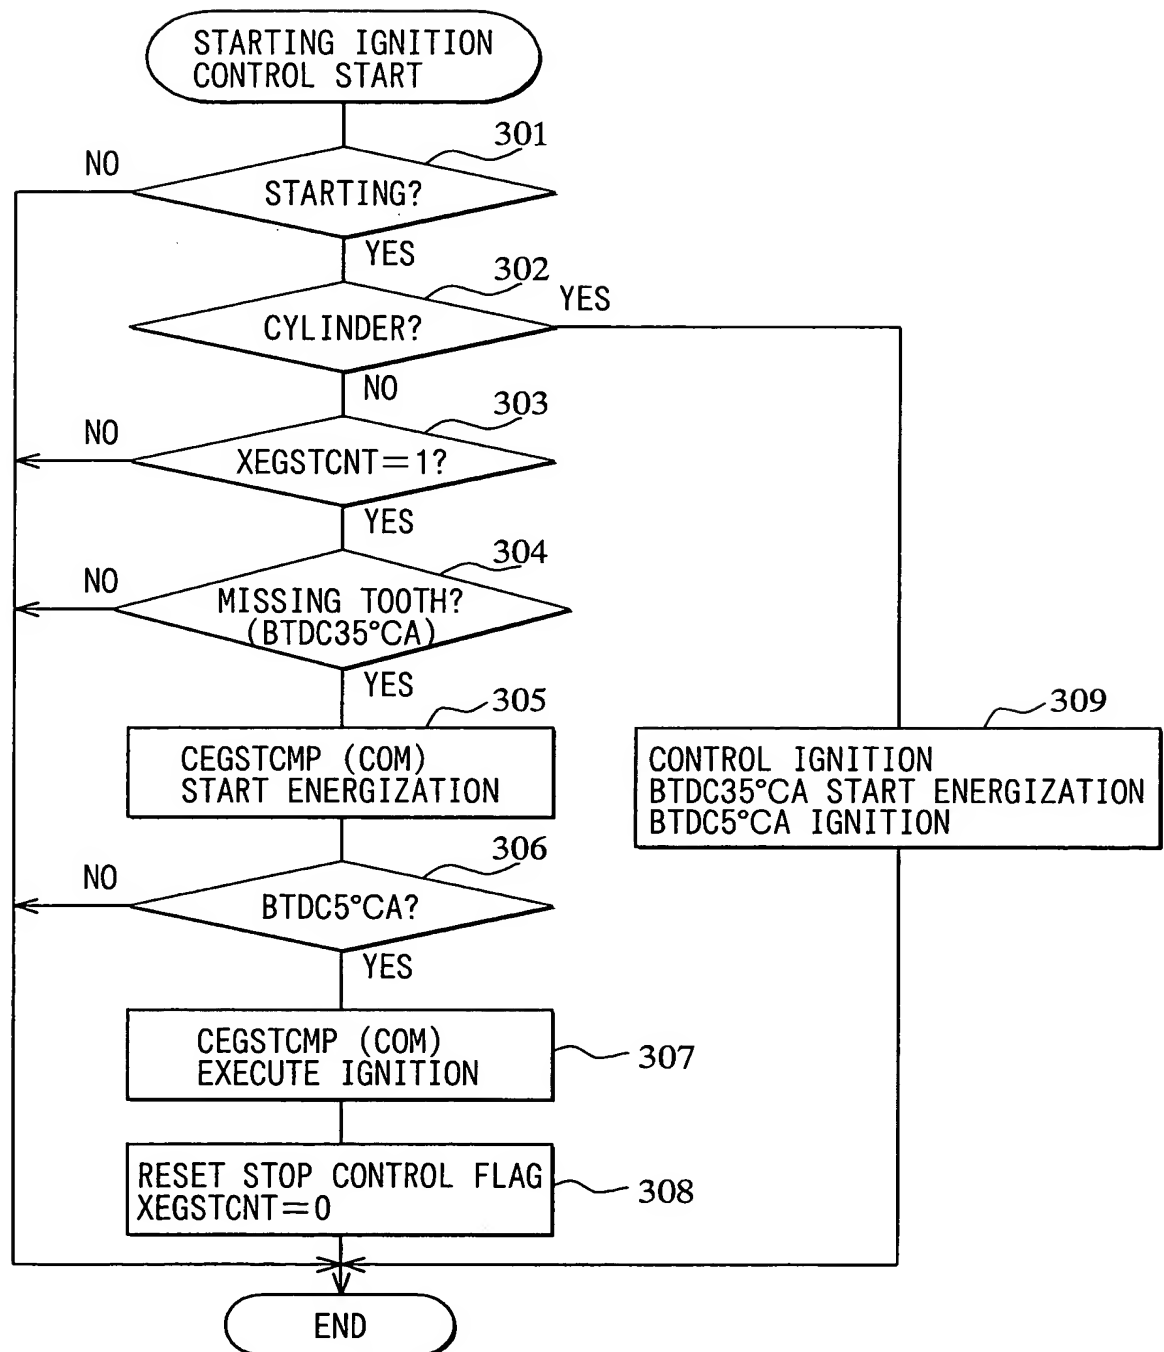 STARTING IGNITION
CONTROL START
301
NO
STARTING?
YES
302
YES
CYLINDER?
NO
303
NO
XEGSTCNT=1?
YES
304
NO
MISSING TOOTH?
(BTDC35°CA)
YES
305
CEGSTCMP (COM)
START ENERGIZATION
309
CONTROL IGNITION
BTDC35°CA START ENERGIZATION
BTDC5°CA IGNITION
306
NO
BTDC5°CA?
YES
CEGSTCMP (COM)
EXECUTE IGNITION
307
RESET STOP CONTROL FLAG
XEGSTCNT=0
308
END